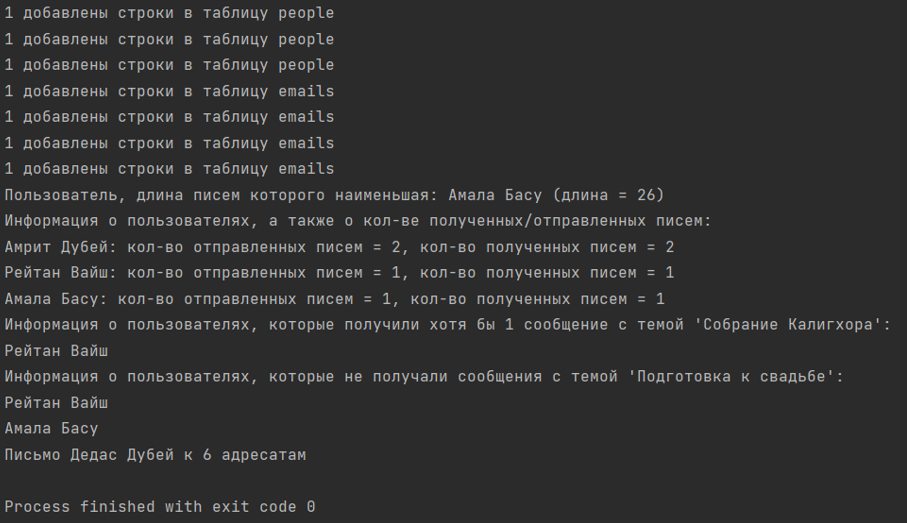 1 добавлены строки в таблицу people
1 добавлены строки в таблицу people
1 добавлены строки в таблицу people
1 добавлены строки в таблицу emails
1 добавлены строки в таблицу emails
1 добавлены строки в таблицу emails
1 добавлены строки в таблицу emails
Пользователь, длина писем которого наименьшая: Амала Басу (длина = 26)
Информация о пользователях, а также о кол-ве полученных/отправленных писем:
Амрит Дубей: кол-во отправленных писем = 2, кол-во полученных писем = 2
Рейтан Вайш: кол-во отправленных писем = 1, кол-во полученных писем = 1
Амала Басу: кол-во отправленных писем = 1, кол-во полученных писем = 1
Информация о пользователях, которые получили хотя бы 1 сообщение с темой 'Собрание Калигхора':
Рейтан Вайш
Информация о пользователях, которые не получали сообщения с темой 'Подготовка к свадьбе':
Рейтан Вайш
Амала Басу
Письмо Дедас Дубей к 6 адресатам
Process finished with exit code 0